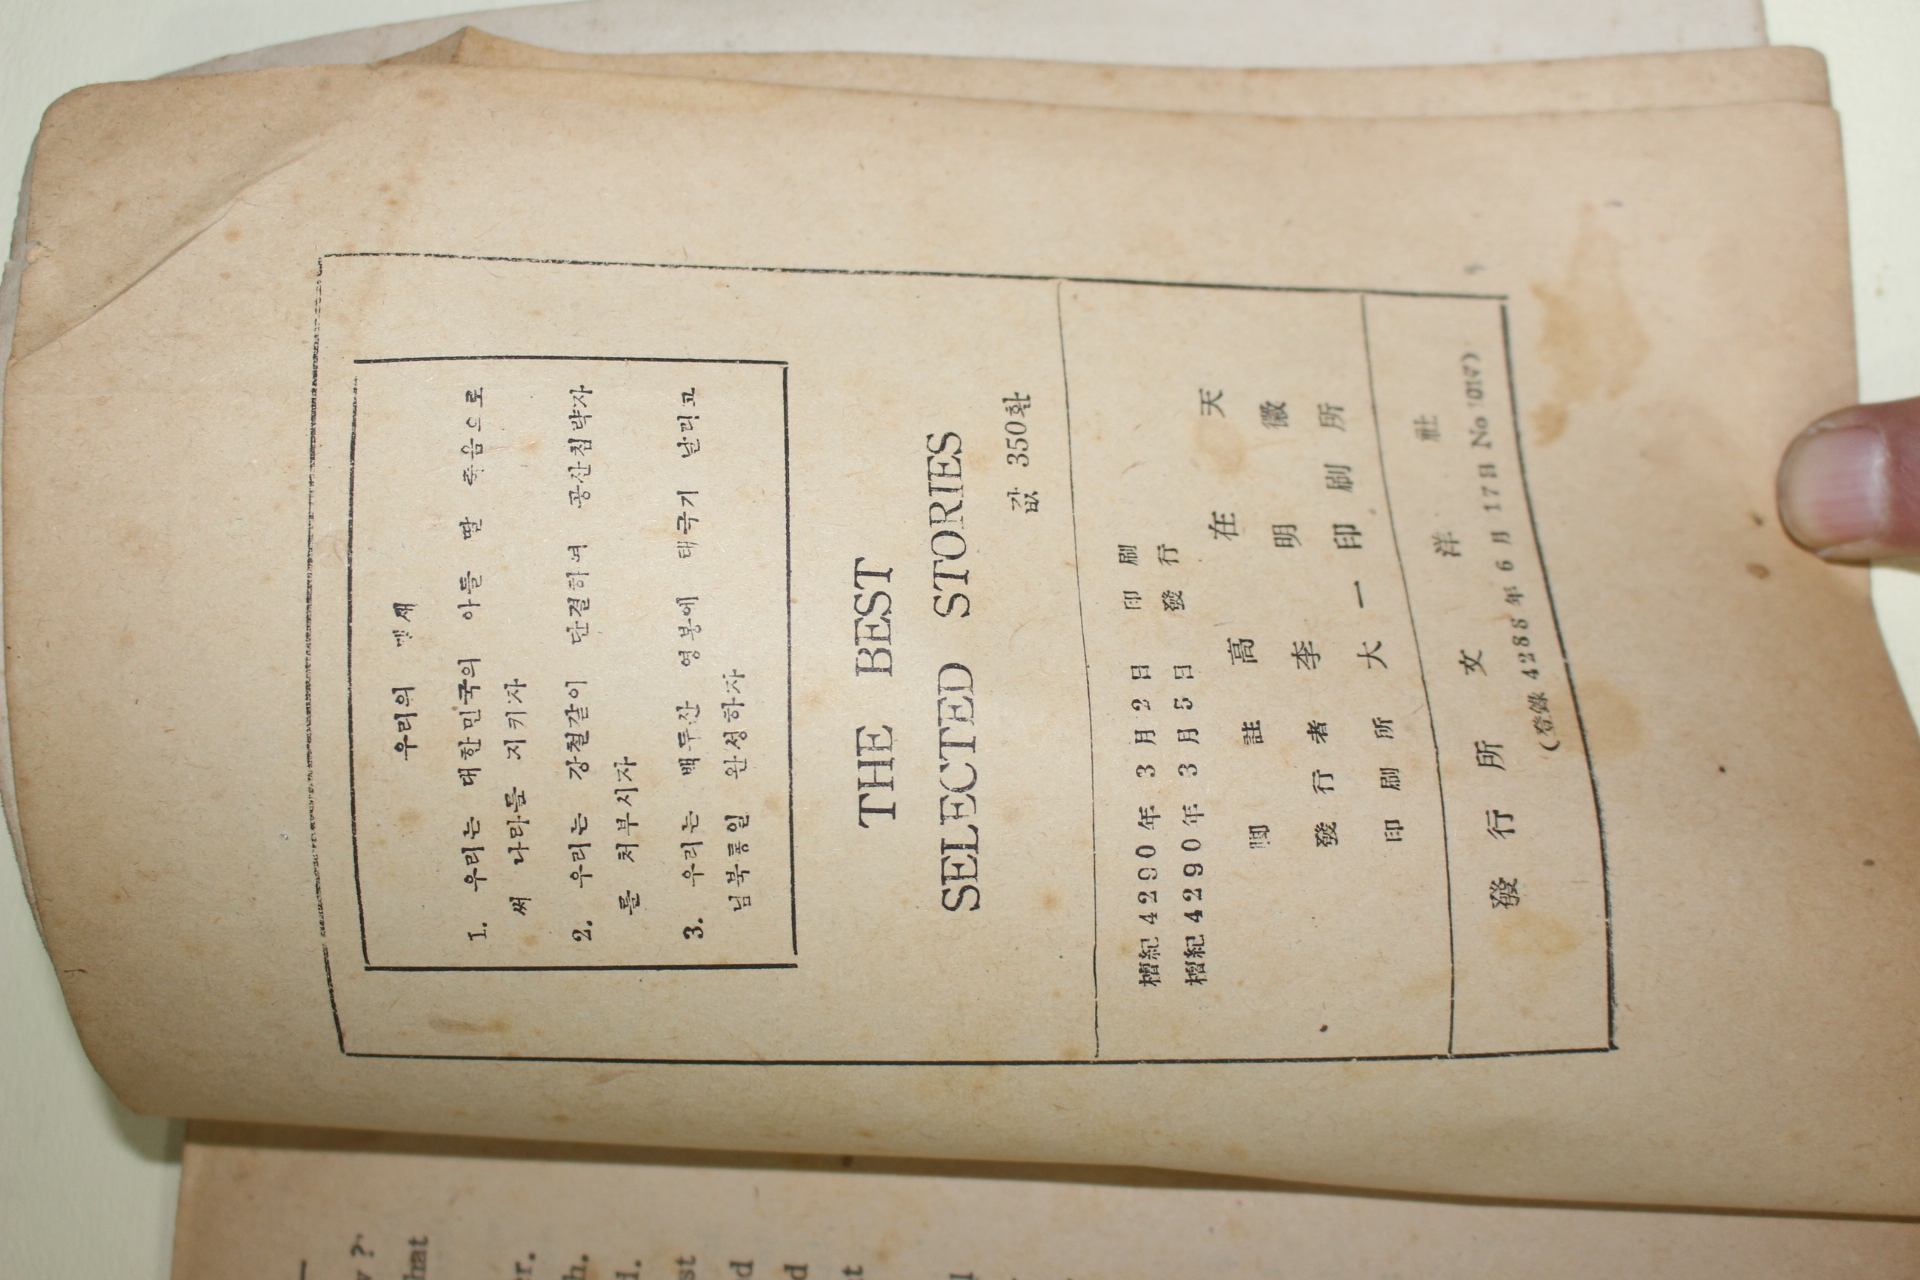 우리의 맹세
1. 우리는 대한민국의 아들 딸 죽음으로
써 나라를 지키자
2. 우리는 강철같이 단결하여 공산침략자
를 처부시자
3. 우리는 백두산 영봉에 태극기 날리고
남북통일 완성하자
THE BEST
SELECTED STORIES
값 350환
檀紀 4290年 3月 2日 印刷
檀紀 4290年 3月 5日 發行
脚註 高在天
發行者 李明徽
印刷所 大一印刷所
發行所 文洋社
(登錄 4288年 6月 17日 No
hat
er.
h.
d.
st
d
d
t